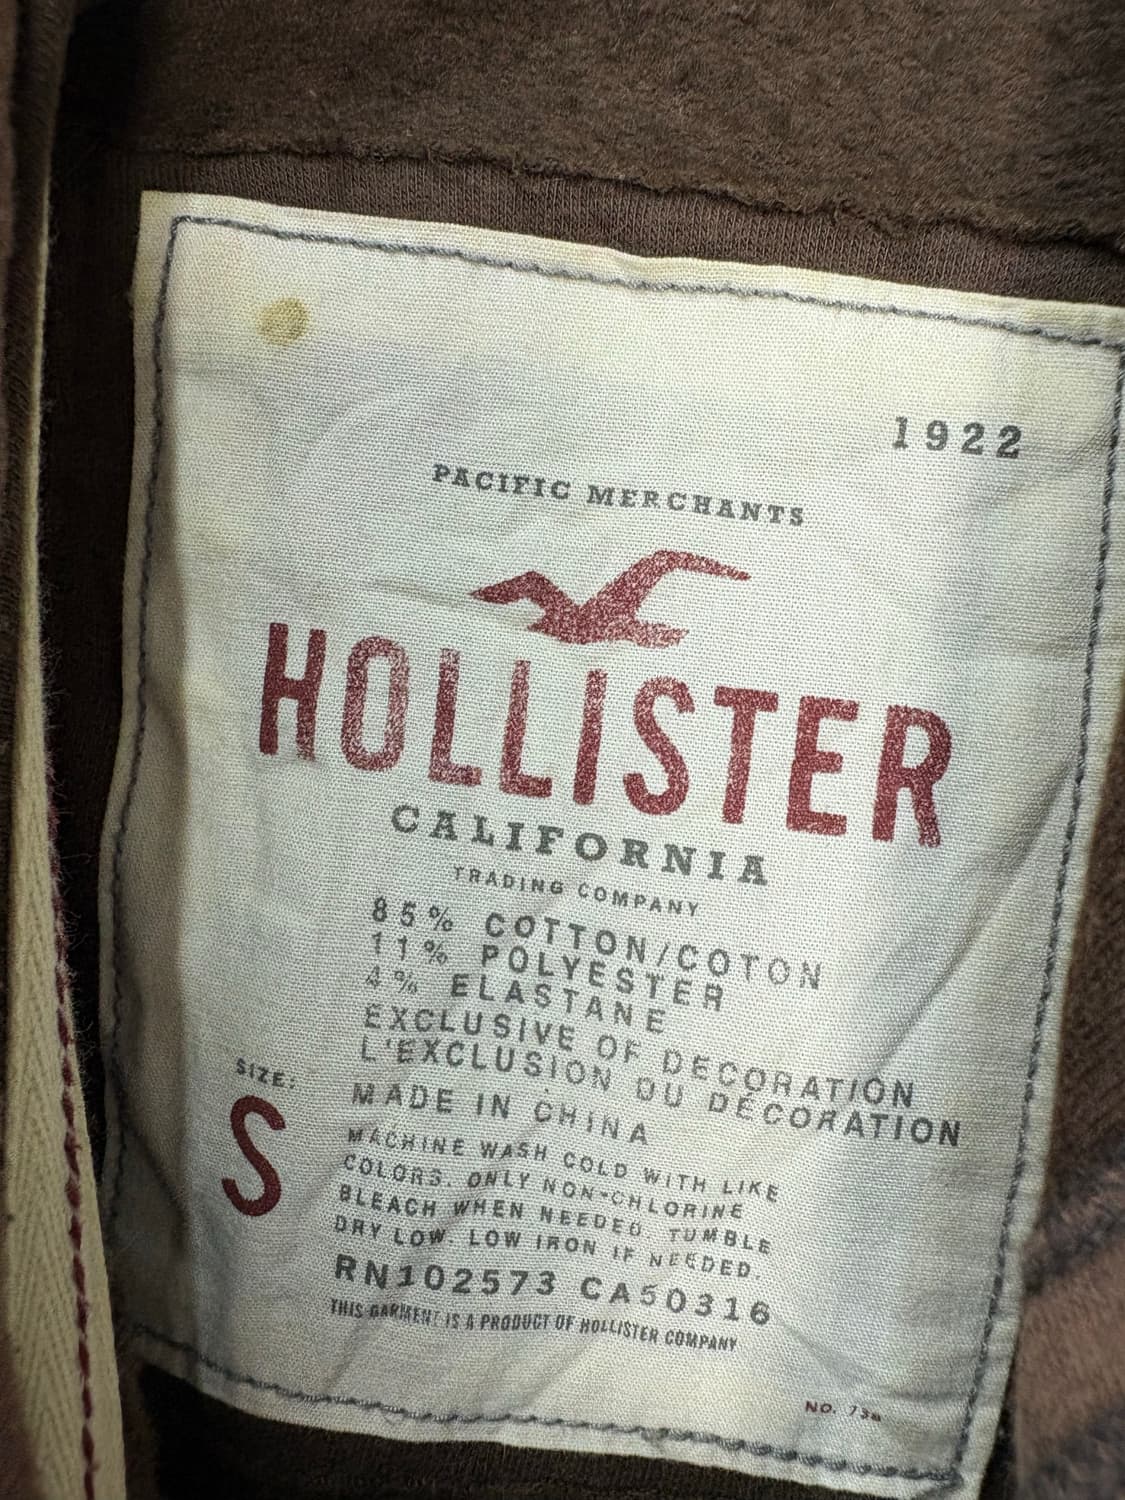 1922
PACIFIC MERCHANTS
HOLLISTER
CALIFORNIA
TRADING COMPANY
85% COTTON/COTON
11% POLYESTER
4% ELASTANE
EXCLUSIVE OF DECORATION
L'EXCLUSION DU DÉCORATION
SIZE:
S
MADE IN CHINA
MACHINE WASH COLD WITH LIKE
COLORS. ONLY NON-CHLORINE
BLEACH WHEN NEEDED. TUMBLE
DRY LOW. LOW IRON IF NEEDED.
RN102573 CA50316
THIS GARMENT IS A PRODUCT OF HOLLISTER COMPANY
NO.